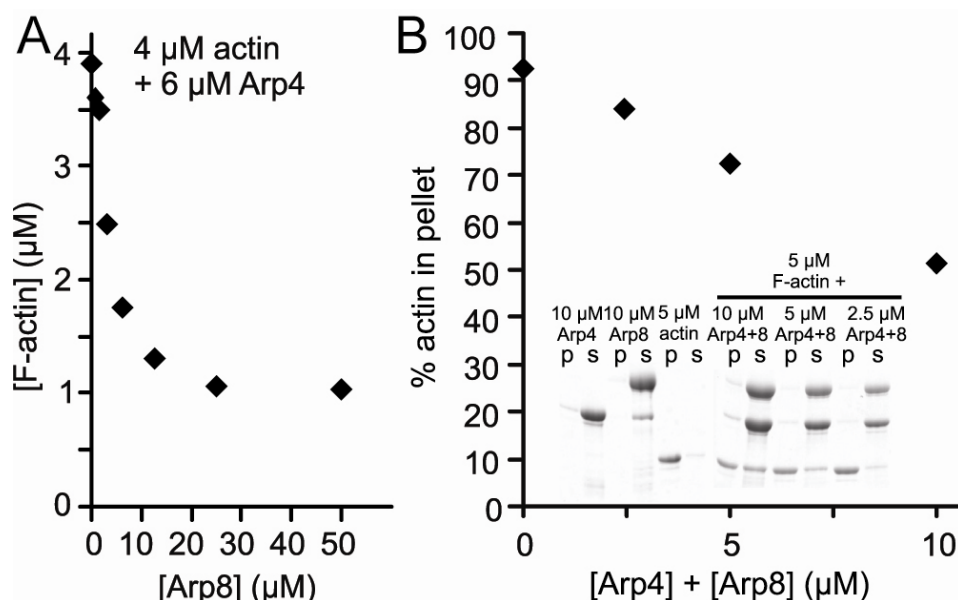 A
4 µM actin
+ 6 µM Arp4
[F-actin] (µM)
4
3
2
1
0
0 10 20 30 40 50
[Arp8] (µM)
B
% actin in pellet
100
90
80
70
60
50
40
30
20
10
0
5 µM
F-actin +
10 µM 10 µM 5 µM 10 µM 5 µM 2.5 µM
Arp4 Arp8 actin Arp4+8 Arp4+8 Arp4+8
p s p s p s p s p s p s
0 5 10
[Arp4] + [Arp8] (µM)